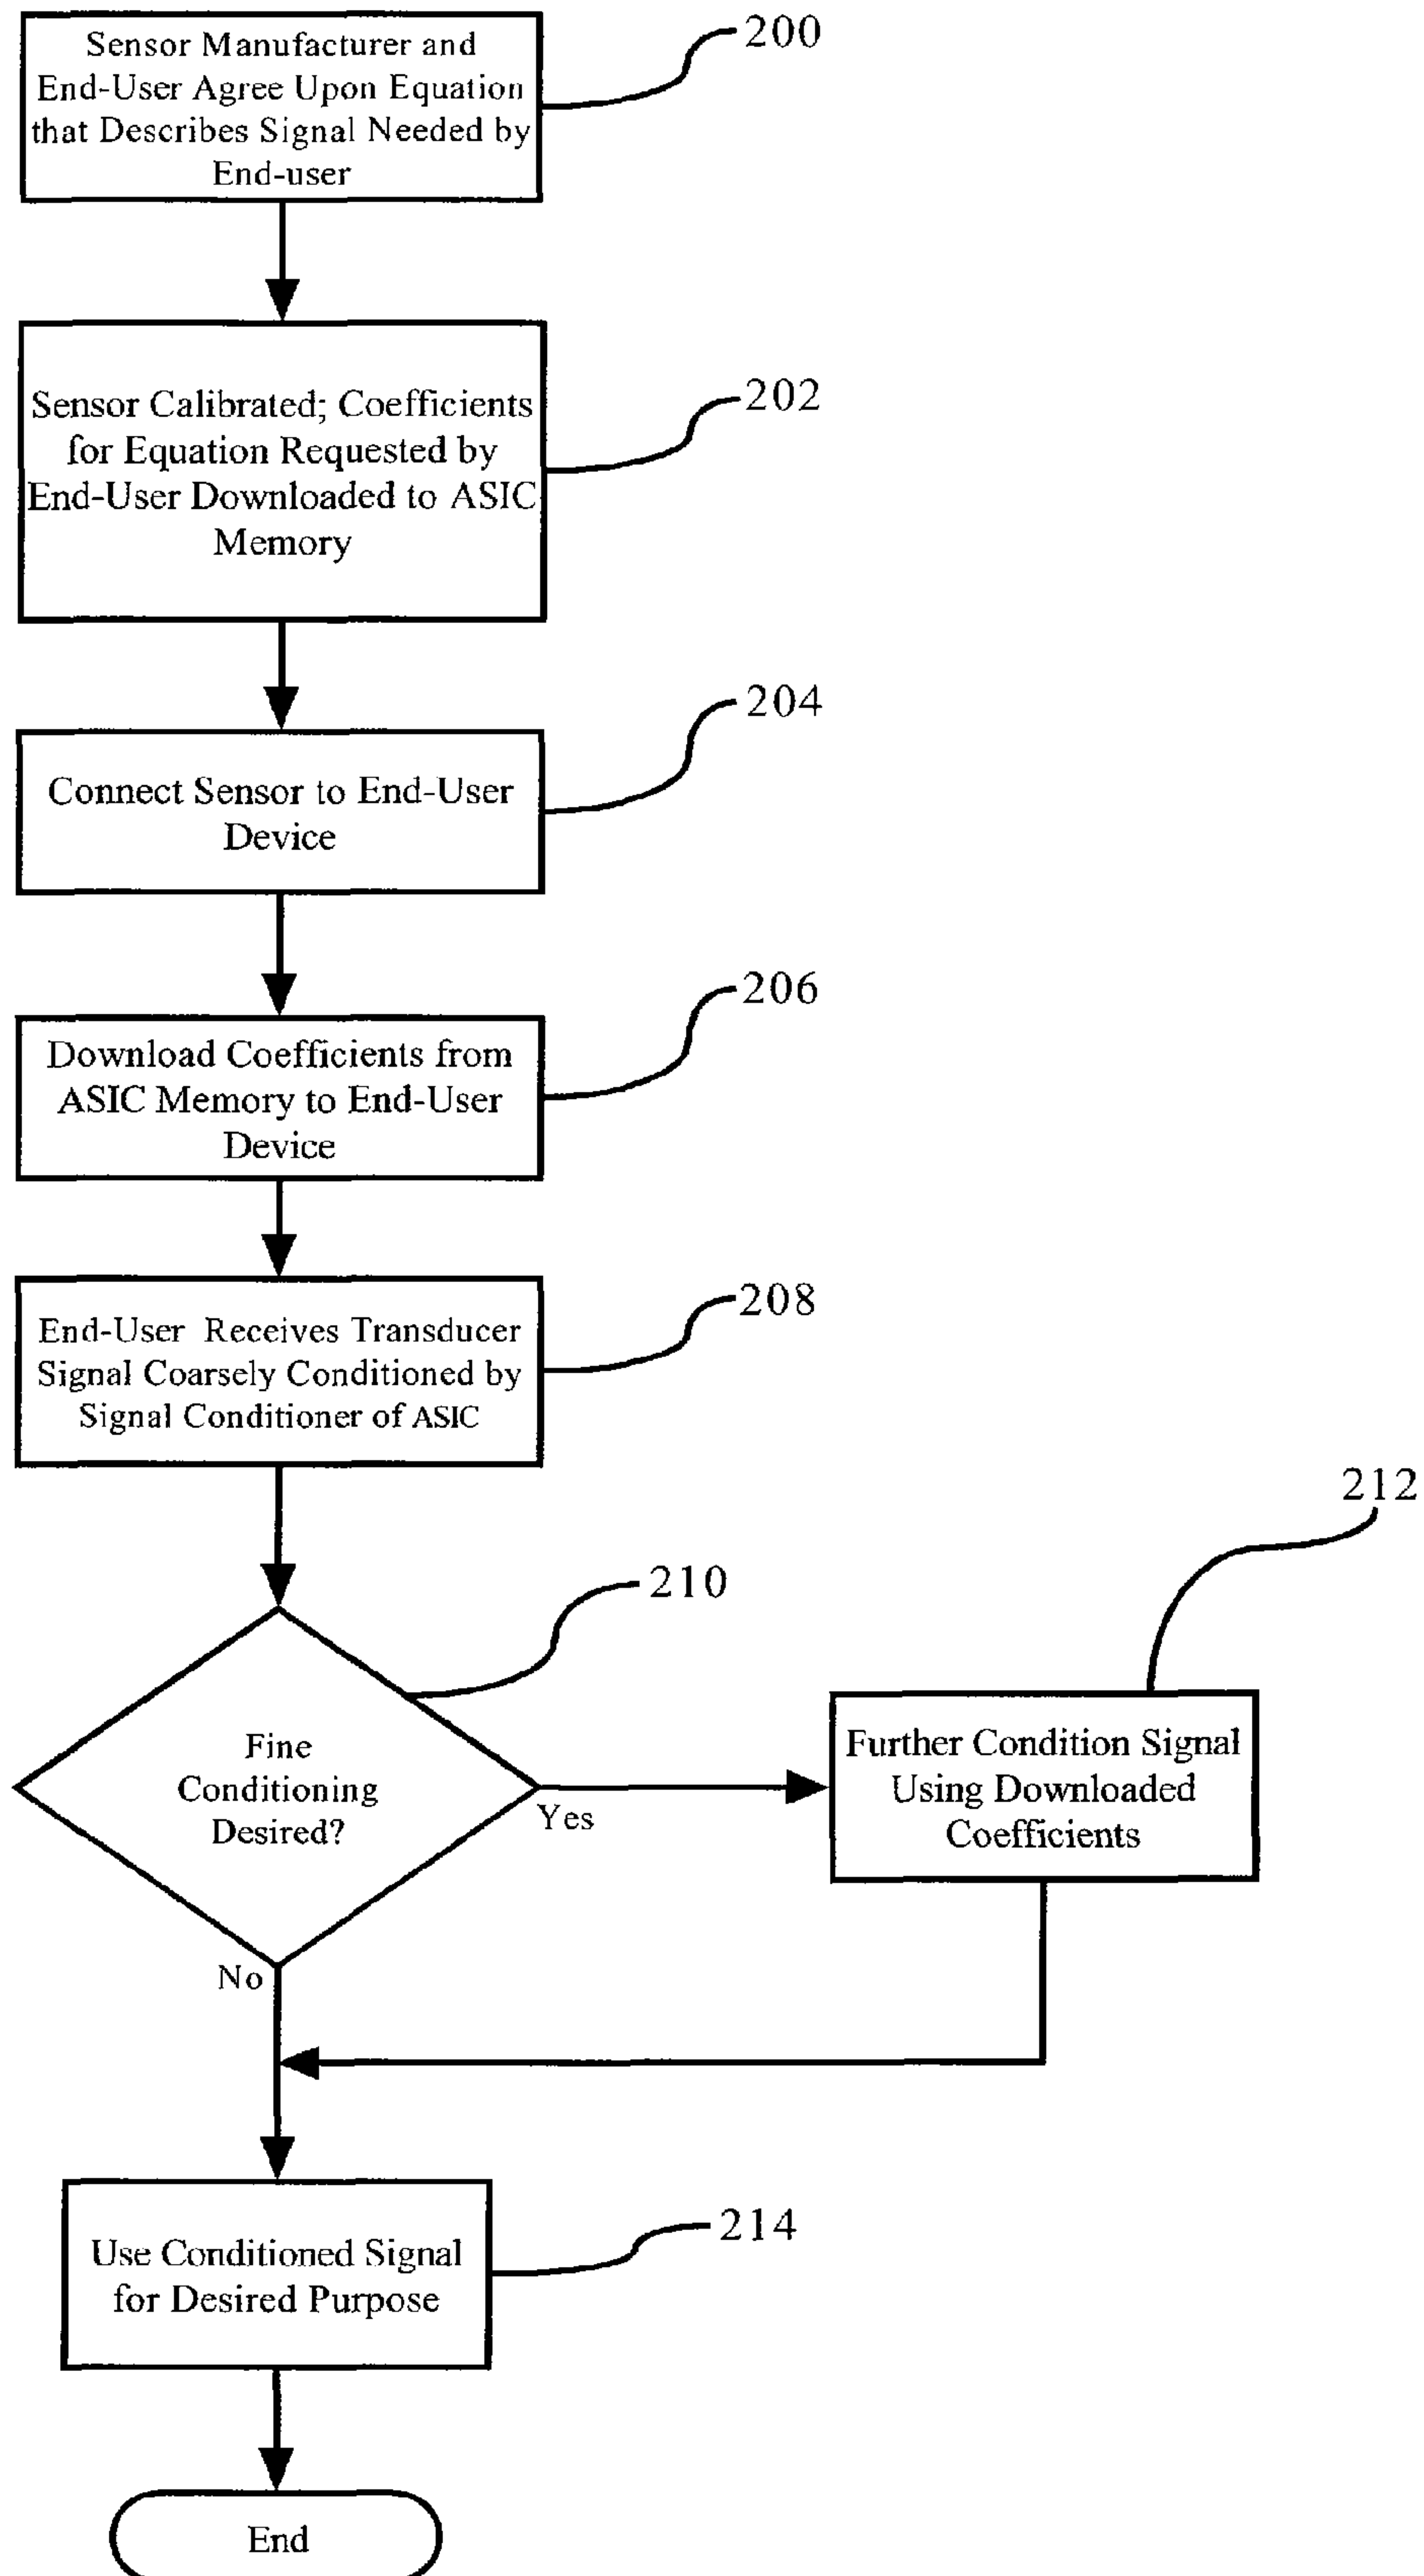 200
Sensor Manufacturer and
End-User Agree Upon Equation
that Describes Signal Needed by
End-user
202
Sensor Calibrated; Coefficients
for Equation Requested by
End-User Downloaded to ASIC
Memory
204
Connect Sensor to End-User
Device
206
Download Coefficients from
ASIC Memory to End-User
Device
208
End-User Receives Transducer
Signal Coarsely Conditioned by
Signal Conditioner of ASIC
210
Fine
Conditioning
Desired?
Yes
No
212
Further Condition Signal
Using Downloaded
Coefficients
214
Use Conditioned Signal
for Desired Purpose
End